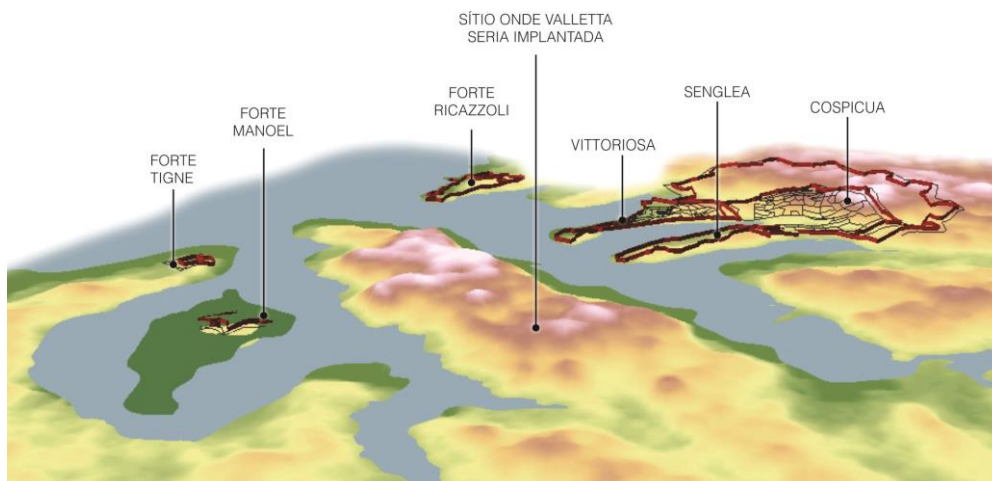 SÍTIO ONDE VALLETTA
SERIA IMPLANTADA
FORTE
RICAZZOLI
SENGLEA
COSPICUA
FORTE
MANOEL
VITTORIOSA
FORTE
TIGNE